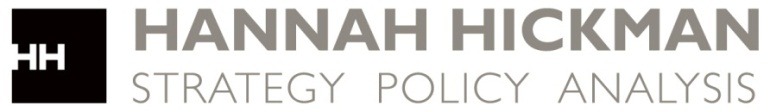 HH
HANNAH HICKMAN
STRATEGY POLICY ANALYSIS